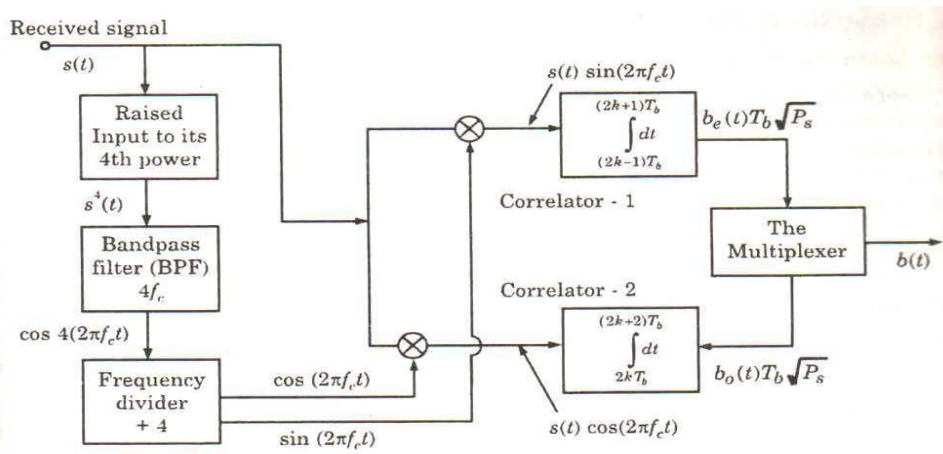 Received signal
s(t)
Raised
Input to its
4th power
s⁴(t)
Bandpass
filter (BPF)
4f_c
cos 4(2πf_ct)
Frequency
divider
+ 4
cos (2πf_ct)
sin (2πf_ct)
s(t) sin(2πf_ct)
(2k+1)T_b
∫dt
(2k-1)T_b
b_e(t)T_b√P_s
Correlator - 1
The
Multiplexer
b(t)
Correlator - 2
(2k+2)T_b
∫dt
2kT_b
b_o(t)T_b√P_s
s(t) cos(2πf_ct)